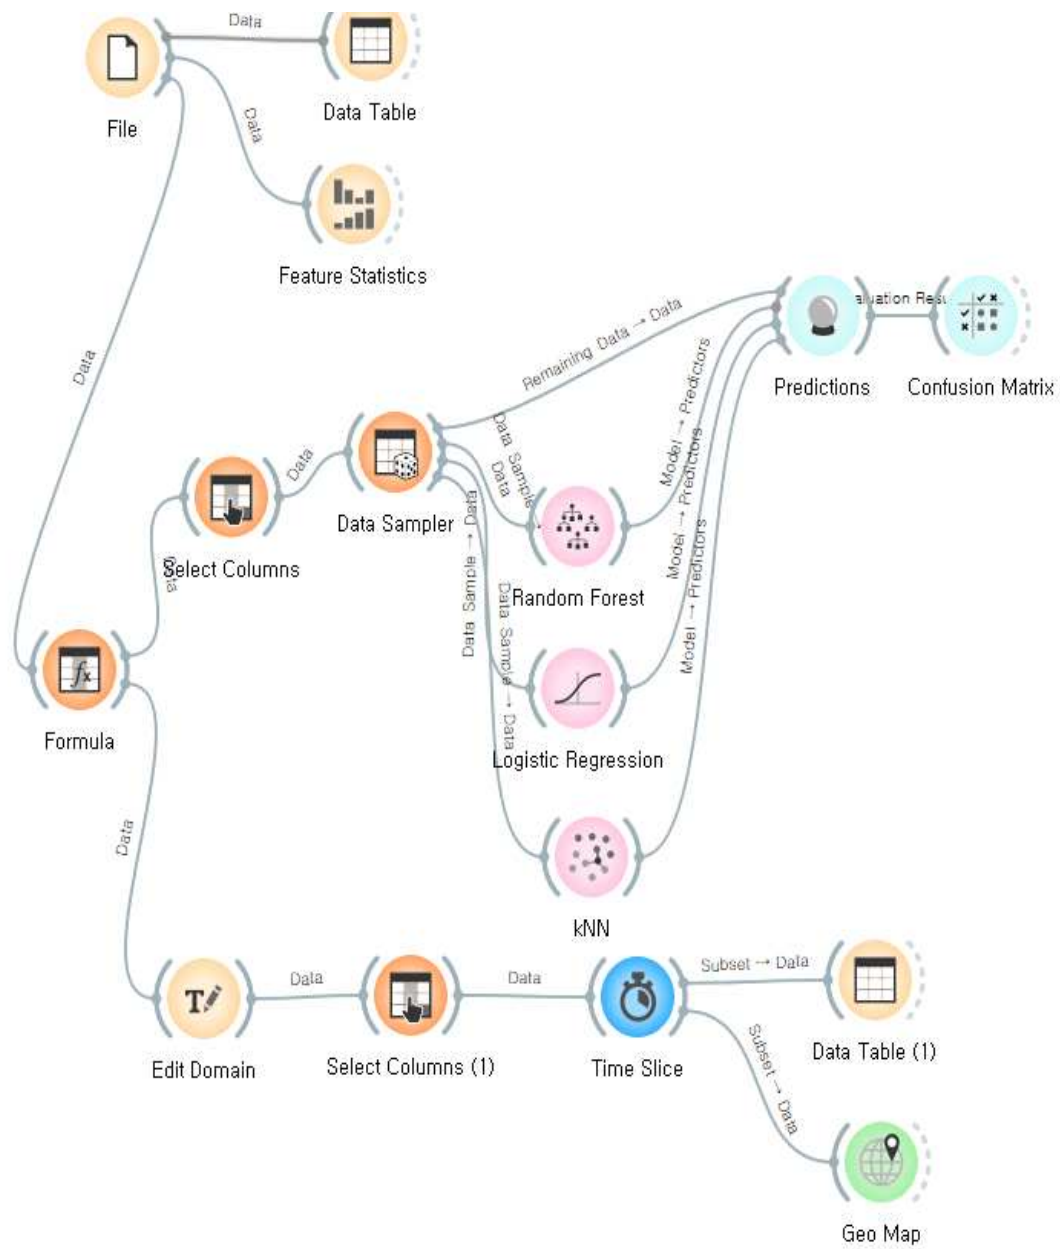 Data
Data Table
File
Data
Feature Statistics
Data
Remaining Data → Data
aluation Resu
Predictions
Confusion Matrix
Model → Predictors
Model → Predictors
Model → Predictors
Data
Data Sampler
Data Sample
Data
Data Sample → Data
Data Sample → Data
Select Columns
Data
Random Forest
Formula
Logistic Regression
Data
kNN
Data
Data
Subset → Data
Edit Domain
Select Columns (1)
Time Slice
Data Table (1)
Subset → Data
Geo Map